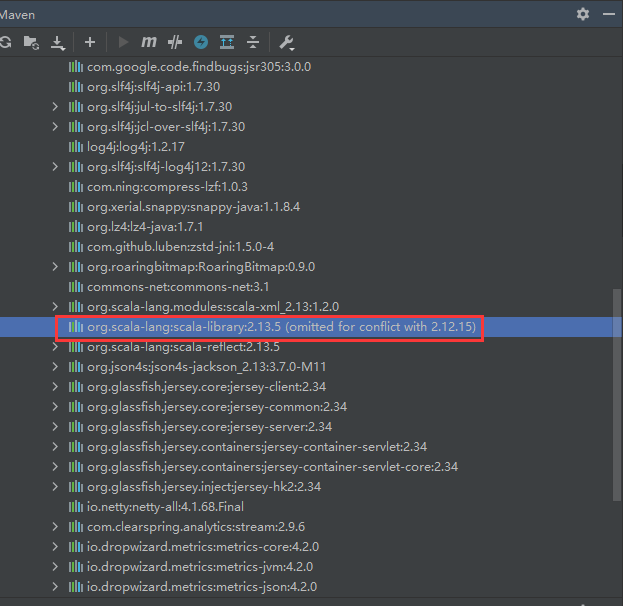 Maven
com.google.code.findbugs:jsr305:3.0.0
org.slf4j:slf4j-api:1.7.30
org.slf4j:jul-to-slf4j:1.7.30
org.slf4j:jcl-over-slf4j:1.7.30
log4j:log4j:1.2.17
org.slf4j:slf4j-log4j12:1.7.30
com.ning:compress-lzf:1.0.3
org.xerial.snappy:snappy-java:1.1.8.4
org.lz4:lz4-java:1.7.1
com.github.luben:zstd-jni:1.5.0-4
org.roaringbitmap:RoaringBitmap:0.9.0
commons-net:commons-net:3.1
org.scala-lang.modules:scala-xml_2.13:1.2.0
org.scala-lang:scala-library:2.13.5 (omitted for conflict with 2.12.15)
org.scala-lang:scala-reflect:2.13.5
org.json4s:json4s-jackson_2.13:3.7.0-M11
org.glassfish.jersey.core:jersey-client:2.34
org.glassfish.jersey.core:jersey-common:2.34
org.glassfish.jersey.core:jersey-server:2.34
org.glassfish.jersey.containers:jersey-container-servlet:2.34
org.glassfish.jersey.containers:jersey-container-servlet-core:2.34
org.glassfish.jersey.inject:jersey-hk2:2.34
io.netty:netty-all:4.1.68.Final
com.clearspring.analytics:stream:2.9.6
io.dropwizard.metrics:metrics-core:4.2.0
io.dropwizard.metrics:metrics-jvm:4.2.0
io.dropwizard.metrics:metrics-json:4.2.0